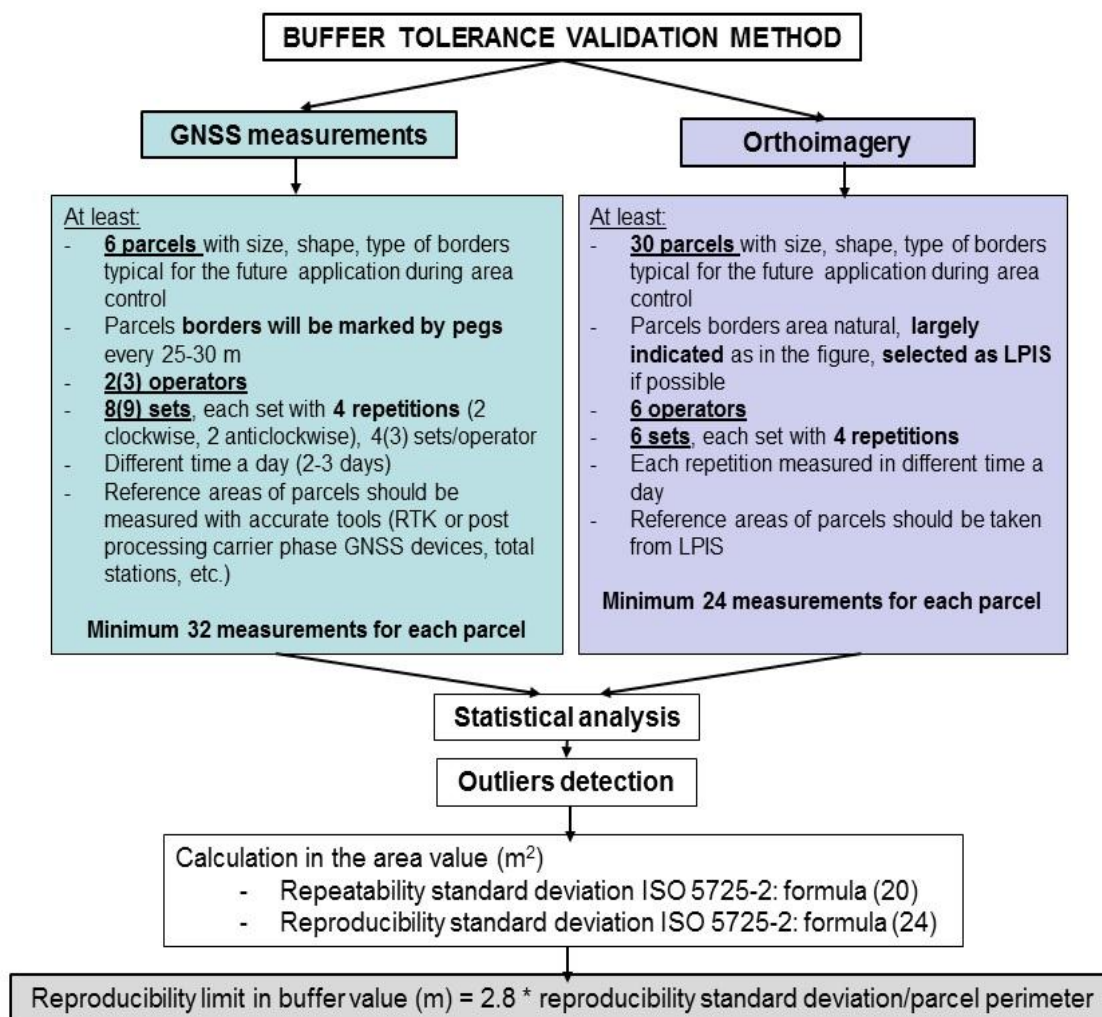 BUFFER TOLERANCE VALIDATION METHOD
GNSS measurements
At least:
- 6 parcels with size, shape, type of borders
typical for the future application during area
control
- Parcels borders will be marked by pegs
every 25-30 m
- 2(3) operators
- 8(9) sets, each set with 4 repetitions (2
clockwise, 2 anticlockwise), 4(3) sets/operator
- Different time a day (2-3 days)
- Reference areas of parcels should be
measured with accurate tools (RTK or post
processing carrier phase GNSS devices, total
stations, etc.)
Minimum 32 measurements for each parcel
Orthoimagery
At least:
- 30 parcels with size, shape, type of borders
typical for the future application during area
control
- Parcels borders area natural, largely
indicated as in the figure, selected as LPIS
if possible
- 6 operators
- 6 sets, each set with 4 repetitions
- Each repetition measured in different time a
day
- Reference areas of parcels should be taken
from LPIS
Minimum 24 measurements for each parcel
Statistical analysis
Outliers detection
Calculation in the area value (m²)
- Repeatability standard deviation ISO 5725-2: formula (20)
- Reproducibility standard deviation ISO 5725-2: formula (24)
Reproducibility limit in buffer value (m) = 2.8 * reproducibility standard deviation/parcel perimeter